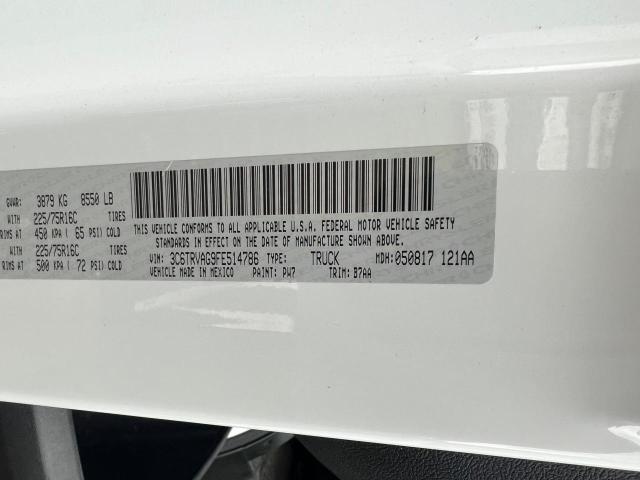 GVWR: 3879 KG 8550 LB
WITH 225/75R16C TIRES
RIMS AT 450 KPA ( 65 PSI) COLD
WITH 225/75R16C TIRES
RIMS AT 500 KPA ( 72 PSI) COLD
THIS VEHICLE CONFORMS TO ALL APPLICABLE U.S.A. FEDERAL MOTOR VEHICLE SAFETY
STANDARDS IN EFFECT ON THE DATE OF MANUFACTURE SHOWN ABOVE.
VIN: 3C6TRVAG9FE514786 TYPE: TRUCK MDH: 050817 121AA
VEHICLE MADE IN MEXICO PAINT: PW7 TRIM: B7AA